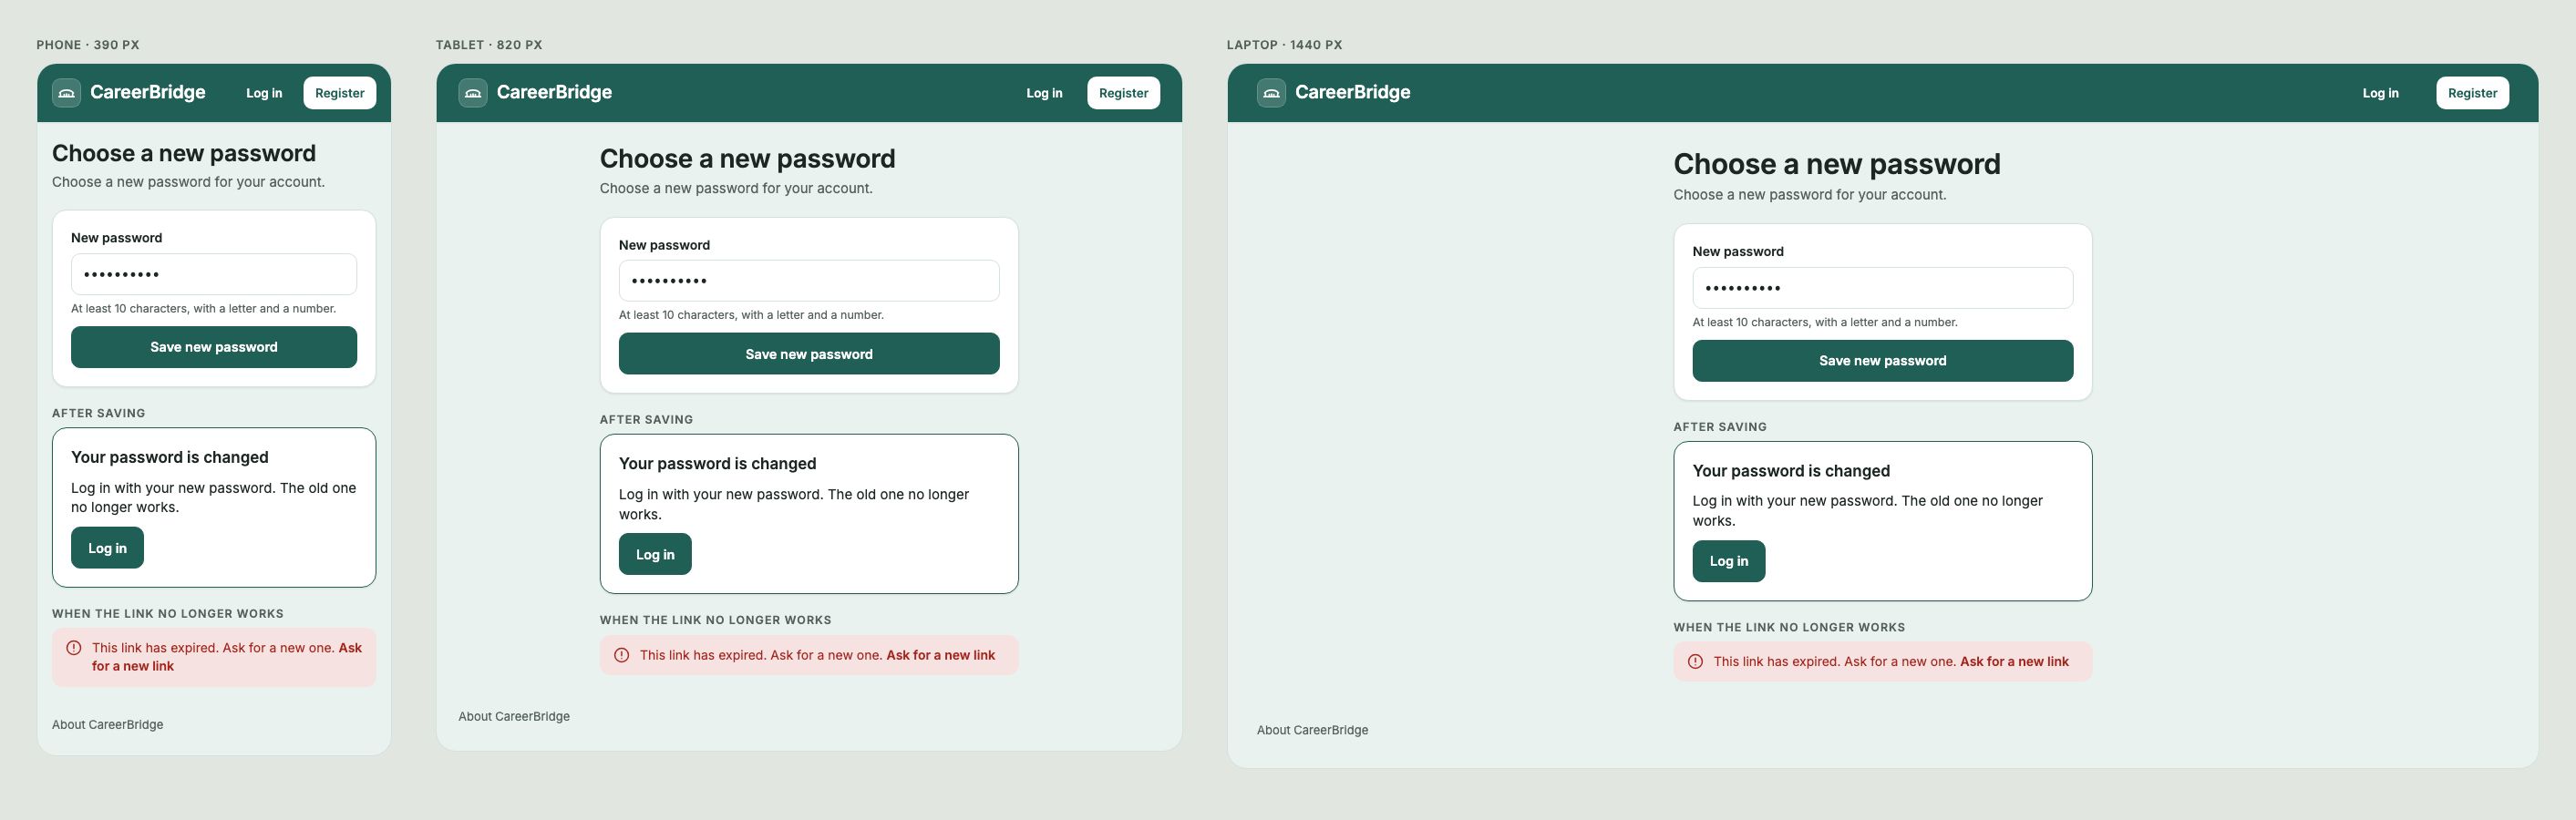 PHONE · 390 PX
CareerBridge
Log in
Register
Choose a new password
Choose a new password for your account.
New password
••••••••••
At least 10 characters, with a letter and a number.
Save new password
AFTER SAVING
Your password is changed
Log in with your new password. The old one
no longer works.
Log in
WHEN THE LINK NO LONGER WORKS
This link has expired. Ask for a new one. Ask
for a new link
About CareerBridge
TABLET · 820 PX
CareerBridge
Log in
Register
Choose a new password
Choose a new password for your account.
New password
••••••••••
At least 10 characters, with a letter and a number.
Save new password
AFTER SAVING
Your password is changed
Log in with your new password. The old one no longer
works.
Log in
WHEN THE LINK NO LONGER WORKS
This link has expired. Ask for a new one. Ask for a new link
About CareerBridge
LAPTOP · 1440 PX
CareerBridge
Log in
Register
Choose a new password
Choose a new password for your account.
New password
••••••••••
At least 10 characters, with a letter and a number.
Save new password
AFTER SAVING
Your password is changed
Log in with your new password. The old one no longer
works.
Log in
WHEN THE LINK NO LONGER WORKS
This link has expired. Ask for a new one. Ask for a new link
About CareerBridge